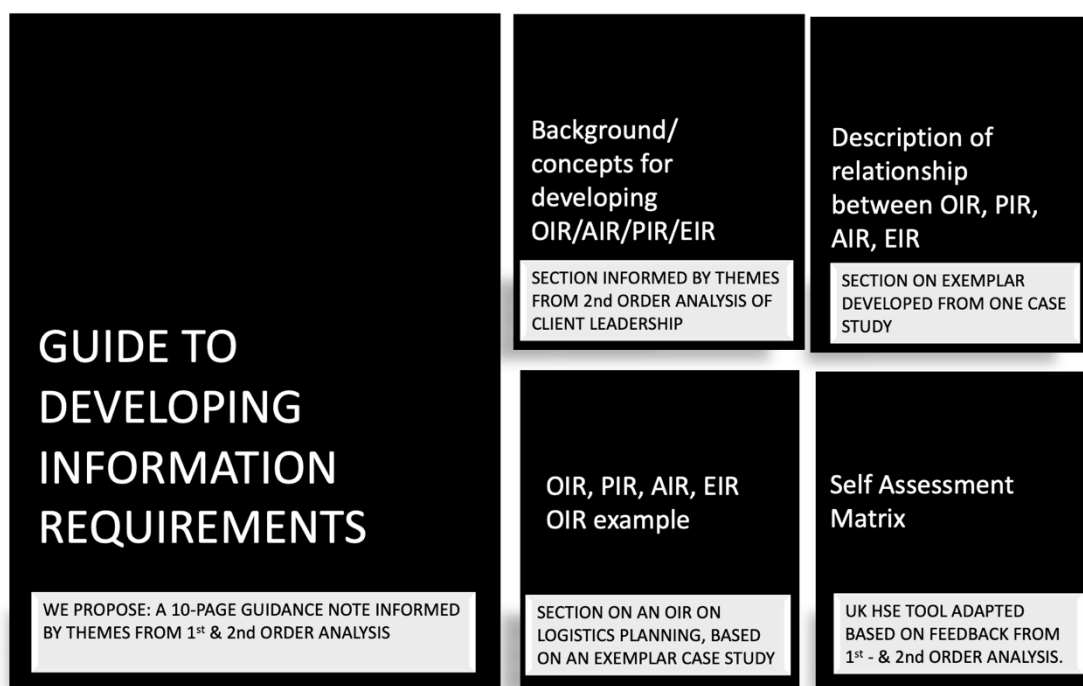 GUIDE TO
DEVELOPING
INFORMATION
REQUIREMENTS
WE PROPOSE: A 10-PAGE GUIDANCE NOTE INFORMED
BY THEMES FROM 1st & 2nd ORDER ANALYSIS
Background/
concepts for
developing
OIR/AIR/PIR/EIR
SECTION INFORMED BY THEMES
FROM 2nd ORDER ANALYSIS OF
CLIENT LEADERSHIP
Description of
relationship
between OIR, PIR,
AIR, EIR
SECTION ON EXEMPLAR
DEVELOPED FROM ONE CASE
STUDY
OIR, PIR, AIR, EIR
OIR example
SECTION ON AN OIR ON
LOGISTICS PLANNING, BASED
ON AN EXEMPLAR CASE STUDY
Self Assessment
Matrix
UK HSE TOOL ADAPTED
BASED ON FEEDBACK FROM
1st - & 2nd ORDER ANALYSIS.